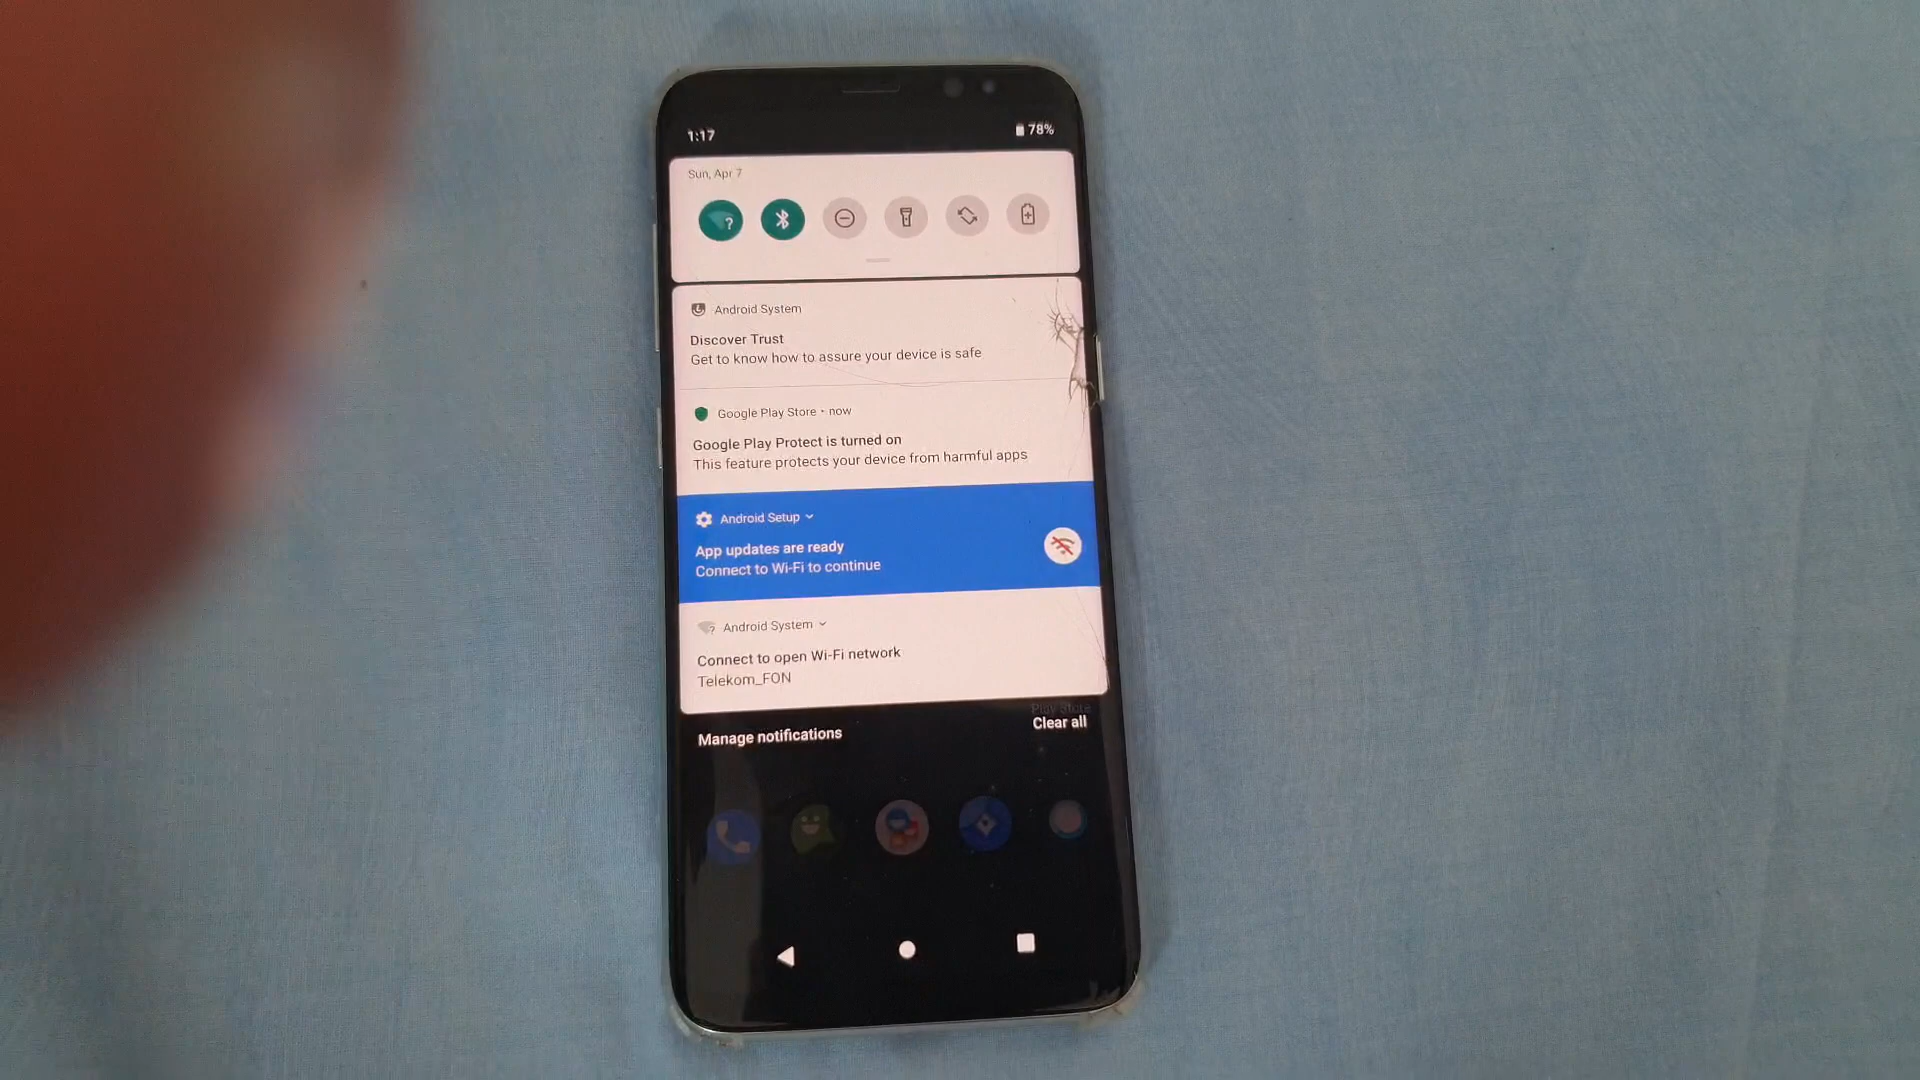 1:17
78%
Sun, Apr 7
?
Android System
Discover Trust
Get to know how to assure your device is safe
Google Play Store • now
Google Play Protect is turned on
This feature protects your device from harmful apps
Android Setup
App updates are ready
Connect to Wi-Fi to continue
? Android System
Connect to open Wi-Fi network
Telekom_FON
Play Store
Manage notifications
Clear all